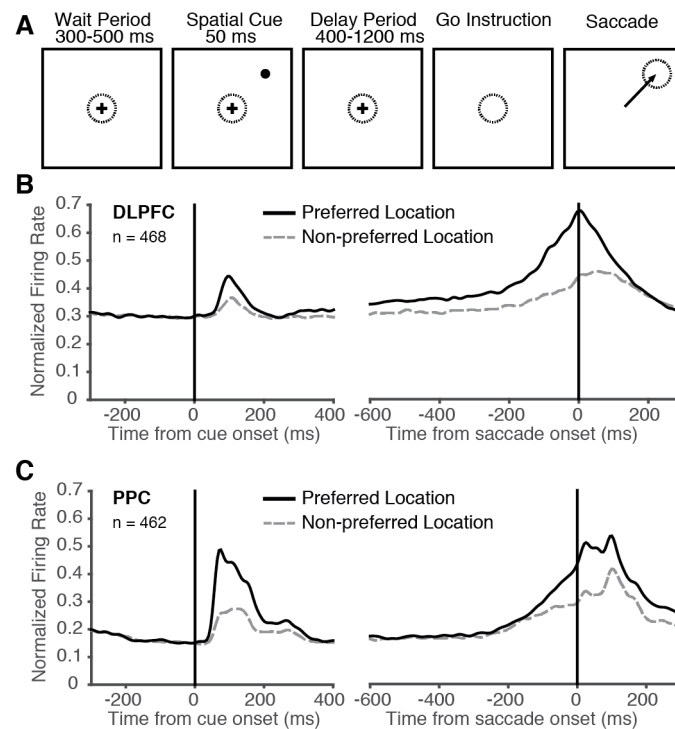 A
Wait Period
300-500 ms
Spatial Cue
50 ms
Delay Period
400-1200 ms
Go Instruction
Saccade
B
Normalized Firing Rate
0.7
0.6
0.5
0.4
0.3
0.2
0.1
0
DLPFC
n = 468
Preferred Location
Non-preferred Location
-200 0 200 400
Time from cue onset (ms)
-600 -400 -200 0 200
Time from saccade onset (ms)
C
Normalized Firing Rate
0.7
0.6
0.5
0.4
0.3
0.2
0.1
0
PPC
n = 462
Preferred Location
Non-preferred Location
-200 0 200 400
Time from cue onset (ms)
-600 -400 -200 0 200
Time from saccade onset (ms)